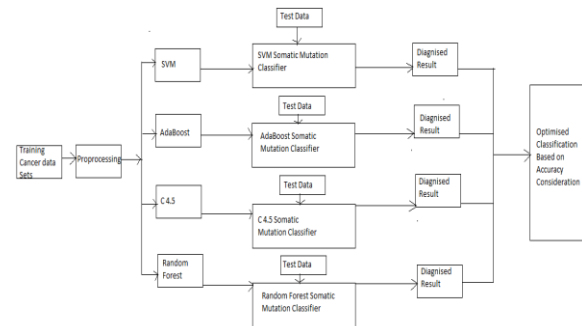 Test Data
SVM
SVM Somatic Mutation
Classifier
Diagnised
Result
Test Data
AdaBoost
AdaBoost Somatic
Mutation Classifier
Diagnised
Result
Training
Cancer data
Sets
Proprocessing
Optimised
Classification
Based on
Accuracy
Consideration
Test Data
C 4.5
C 4.5 Somatic
Mutation Classifier
Diagnised
Result
Test Data
Random
Forest
Random Forest Somatic
Mutation Classifier
Diagnised
Result